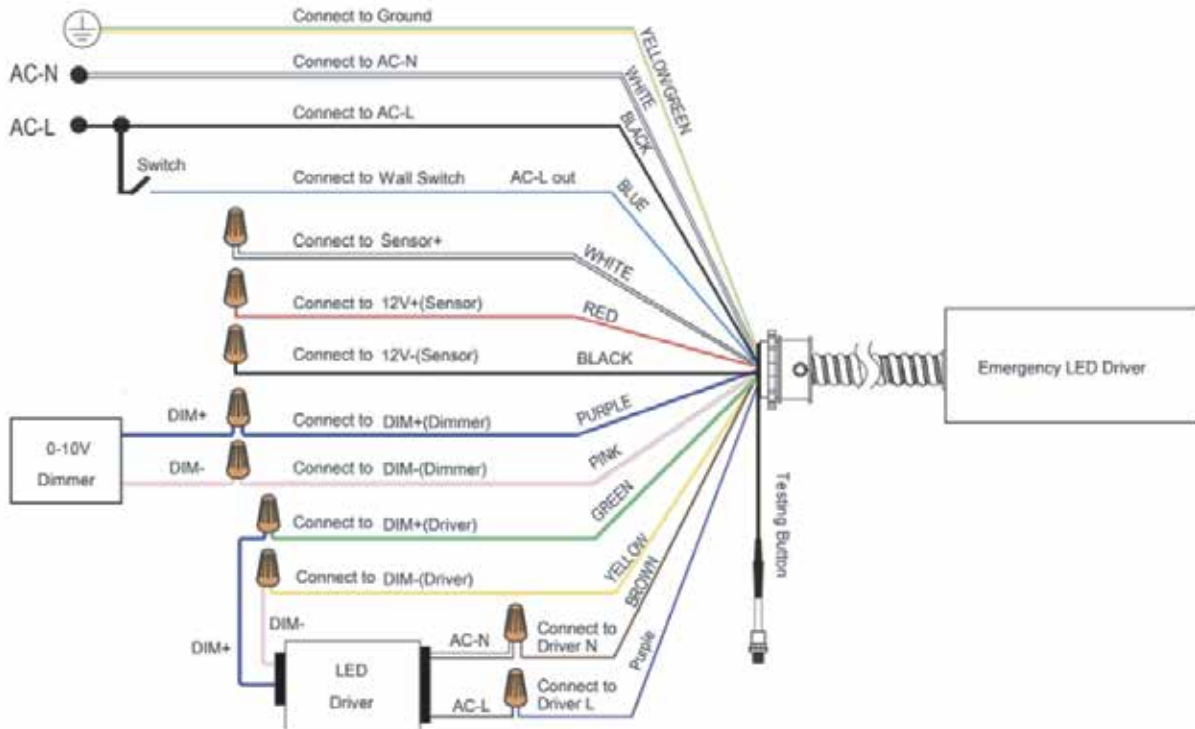 Connect to Ground
YELLOW/GREEN
AC-N
Connect to AC-N
WHITE
AC-L
Connect to AC-L
BLACK
Switch
Connect to Wall Switch
AC-L out
BLUE
Connect to Sensor+
WHITE
Connect to 12V+(Sensor)
RED
Connect to 12V-(Sensor)
BLACK
Emergency LED Driver
DIM+
Connect to DIM+(Dimmer)
PURPLE
0-10V
Dimmer
DIM-
Connect to DIM-(Dimmer)
PINK
Connect to DIM+(Driver)
GREEN
Testing Button
Connect to DIM-(Driver)
YELLOW
BROWN
DIM-
DIM+
AC-N
Connect to
Driver N
Purple
LED
Driver
AC-L
Connect to
Driver L